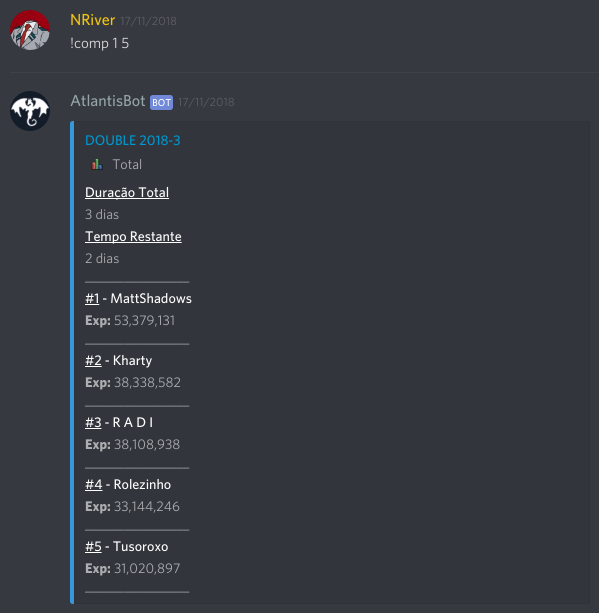 NRiver 17/11/2018
!comp 1 5
AtlantisBot BOT 17/11/2018
DOUBLE 2018-3
Total
Duração Total
3 dias
Tempo Restante
2 dias
#1 - MattShadows
Exp: 53,379,131
#2 - Kharty
Exp: 38,338,582
#3 - R A D I
Exp: 38,108,938
#4 - Rolezinho
Exp: 33,144,246
#5 - Tusoroxo
Exp: 31,020,897